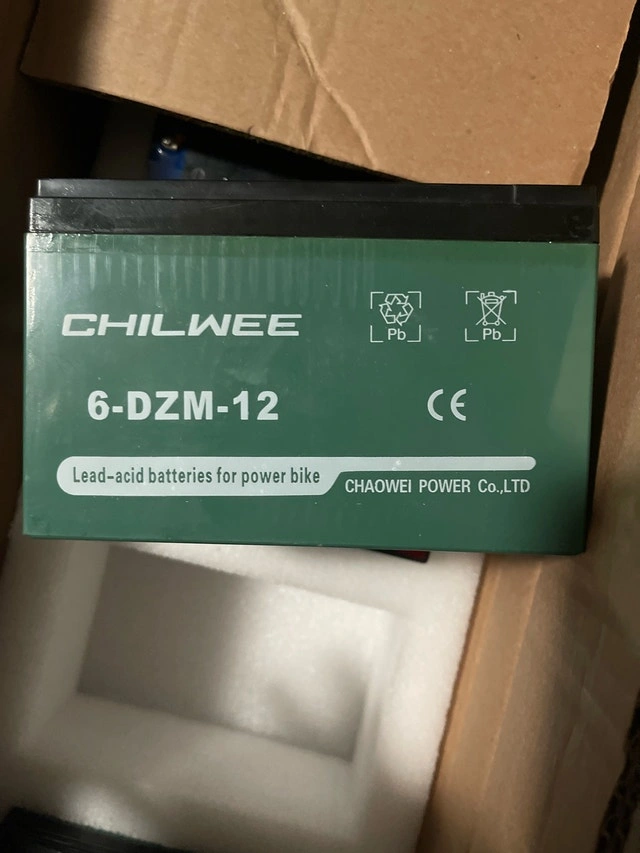 CHILWEE
Pb
Pb
6-DZM-12
CE
Lead-acid batteries for power bike
CHAOWEI POWER Co.,LTD